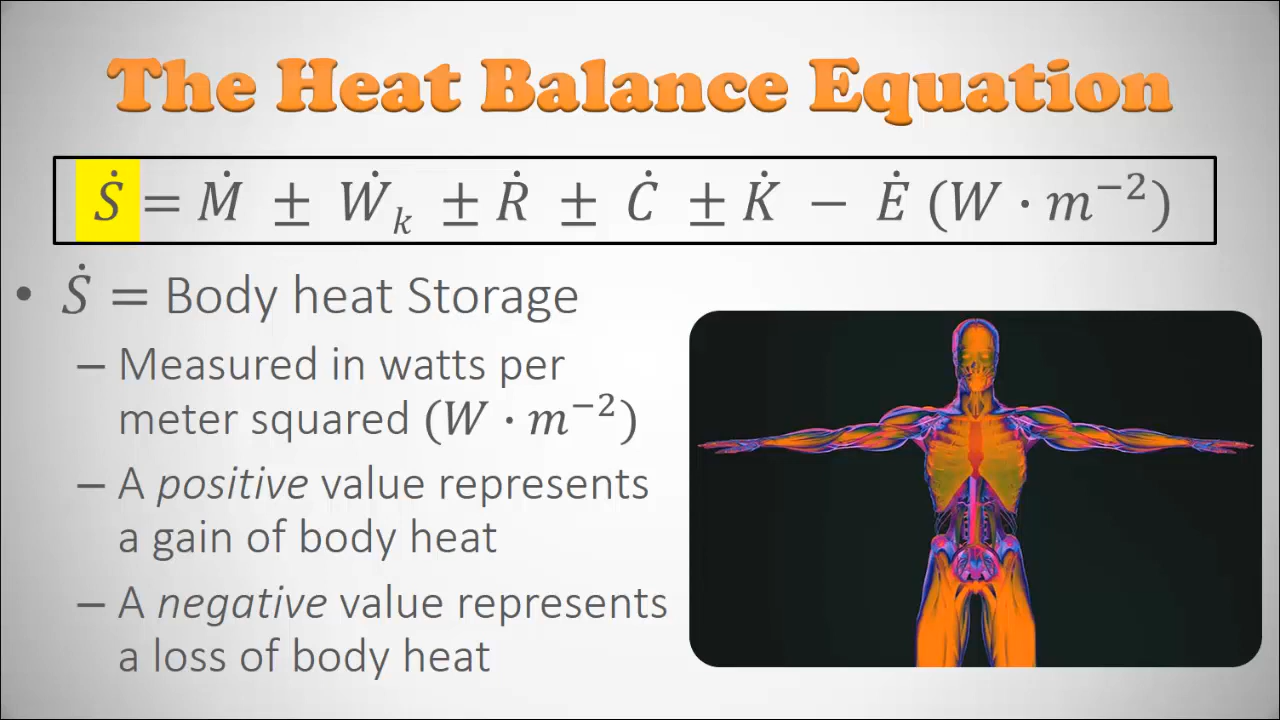 The Heat Balance Equation
Ṡ = Ṁ ± Ẇₖ ± Ṙ ± Ċ ± K̇ − Ė (W · m⁻²)
• Ṡ = Body heat Storage
– Measured in watts per
meter squared (W · m⁻²)
– A positive value represents
a gain of body heat
– A negative value represents
a loss of body heat